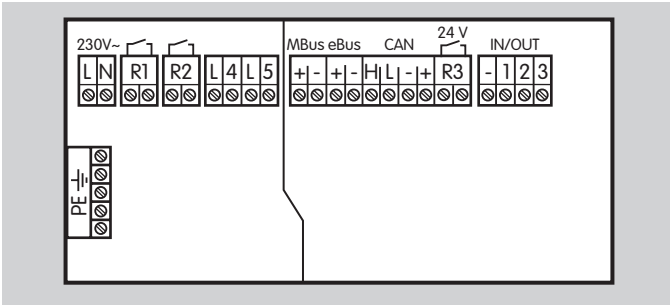 24 V
230V~ MBus eBus CAN IN/OUT
L N R1 R2 L 4 L 5 + - + - H L - + R3 - 1 2 3
PE